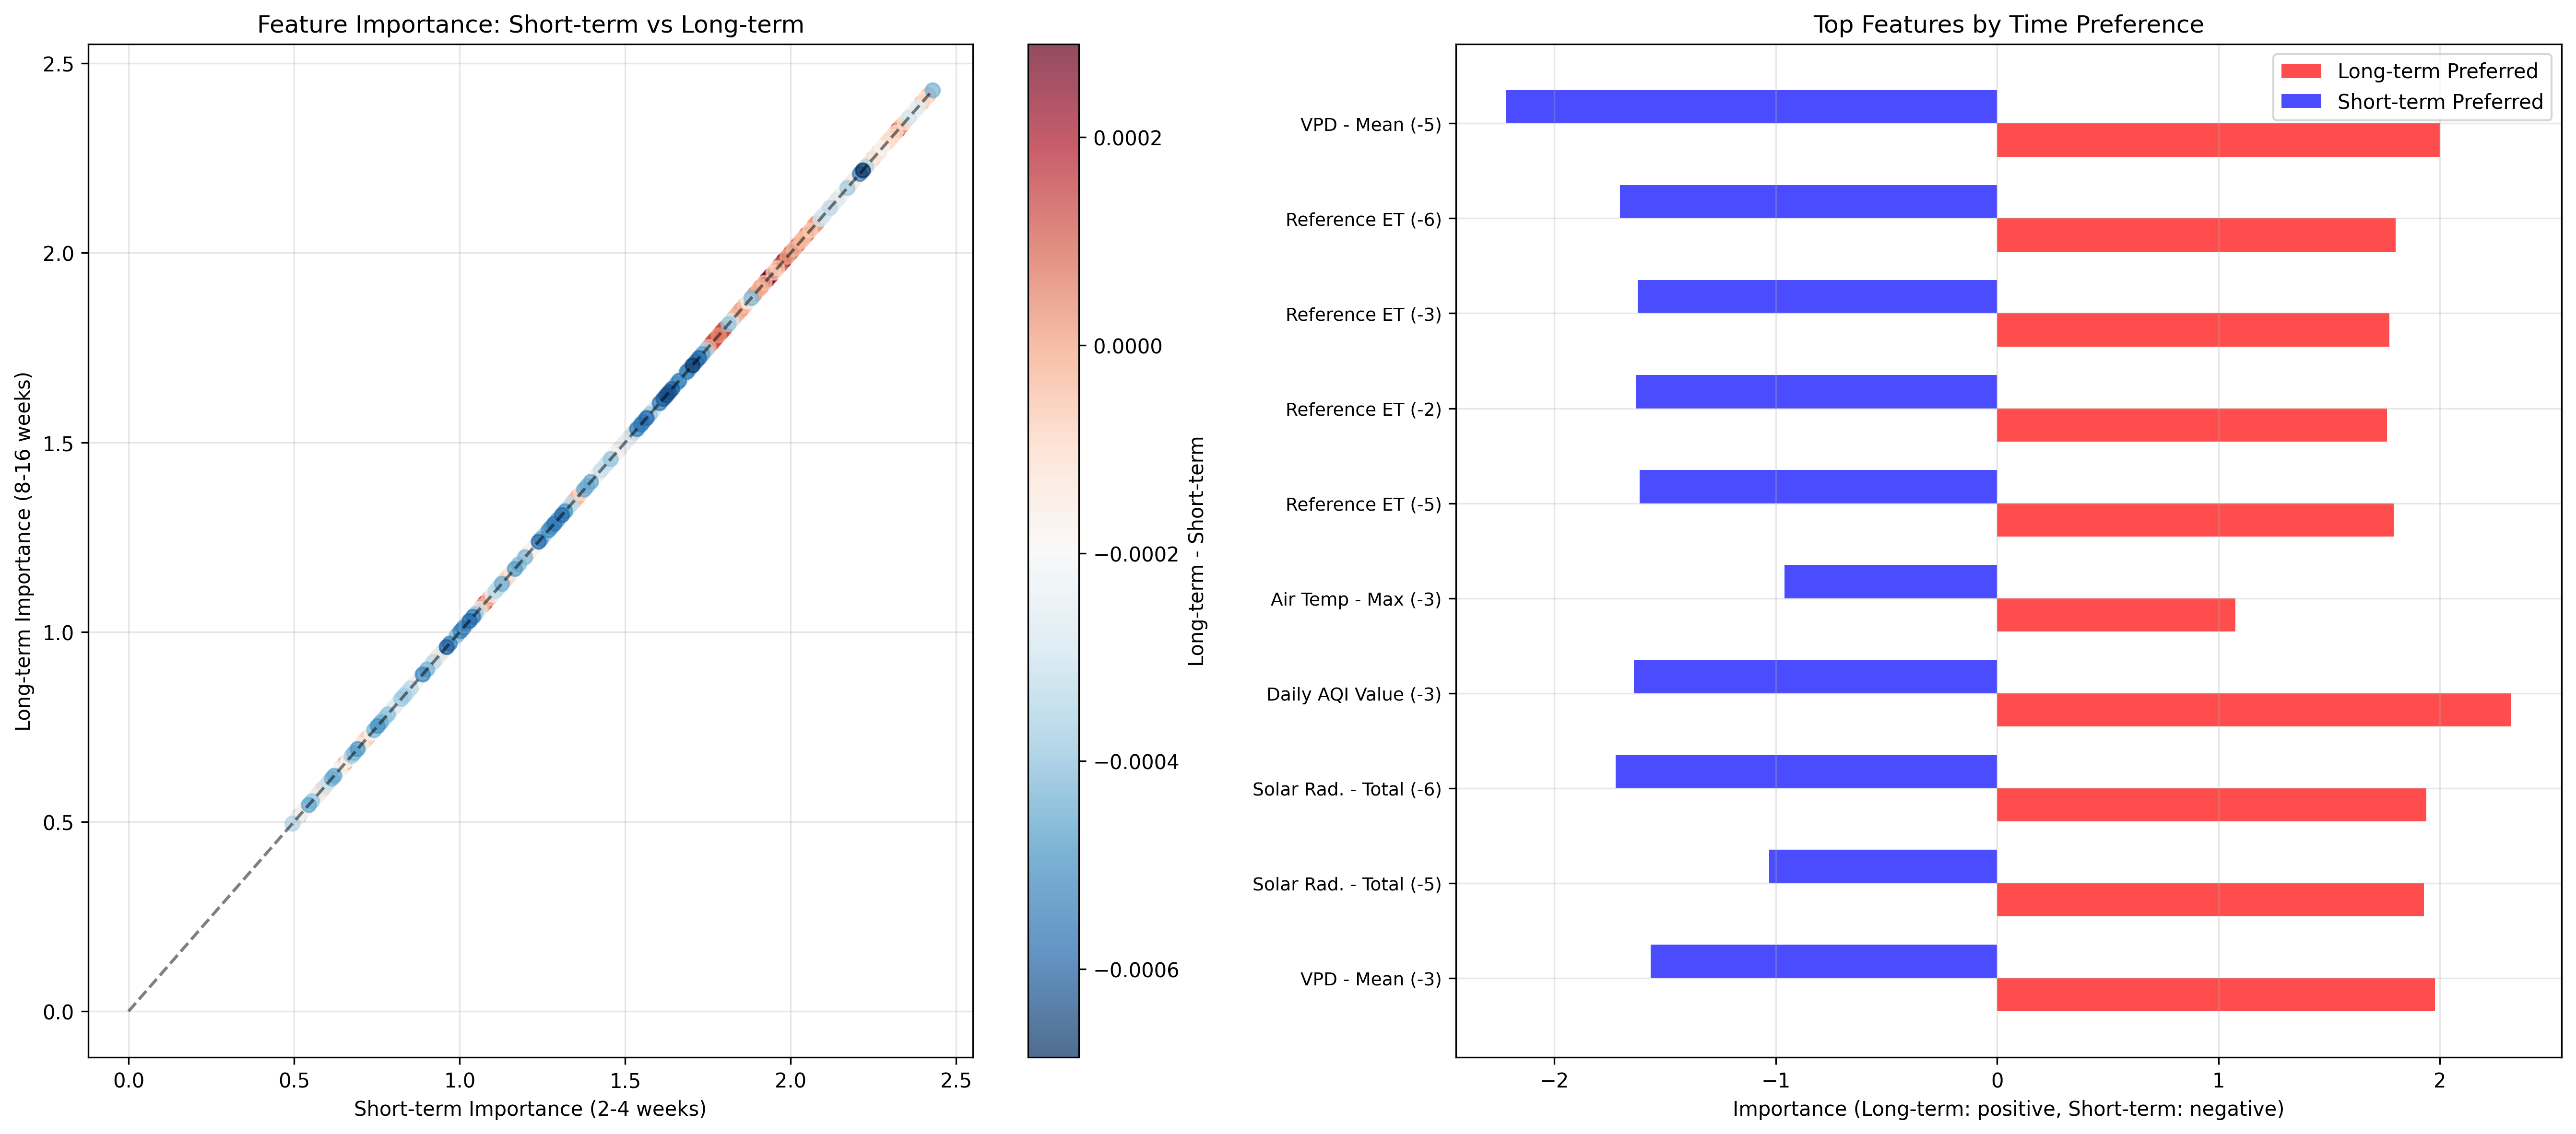 Feature Importance: Short-term vs Long-term
2.5
2.0
1.5
1.0
0.5
0.0
Long-term Importance (8-16 weeks)
0.0 0.5 1.0 1.5 2.0 2.5
Short-term Importance (2-4 weeks)
0.0002
0.0000
−0.0002
−0.0004
−0.0006
Long-term - Short-term
Top Features by Time Preference
Long-term Preferred
Short-term Preferred
VPD - Mean (-5)
Reference ET (-6)
Reference ET (-3)
Reference ET (-2)
Reference ET (-5)
Air Temp - Max (-3)
Daily AQI Value (-3)
Solar Rad. - Total (-6)
Solar Rad. - Total (-5)
VPD - Mean (-3)
−2 −1 0 1 2
Importance (Long-term: positive, Short-term: negative)